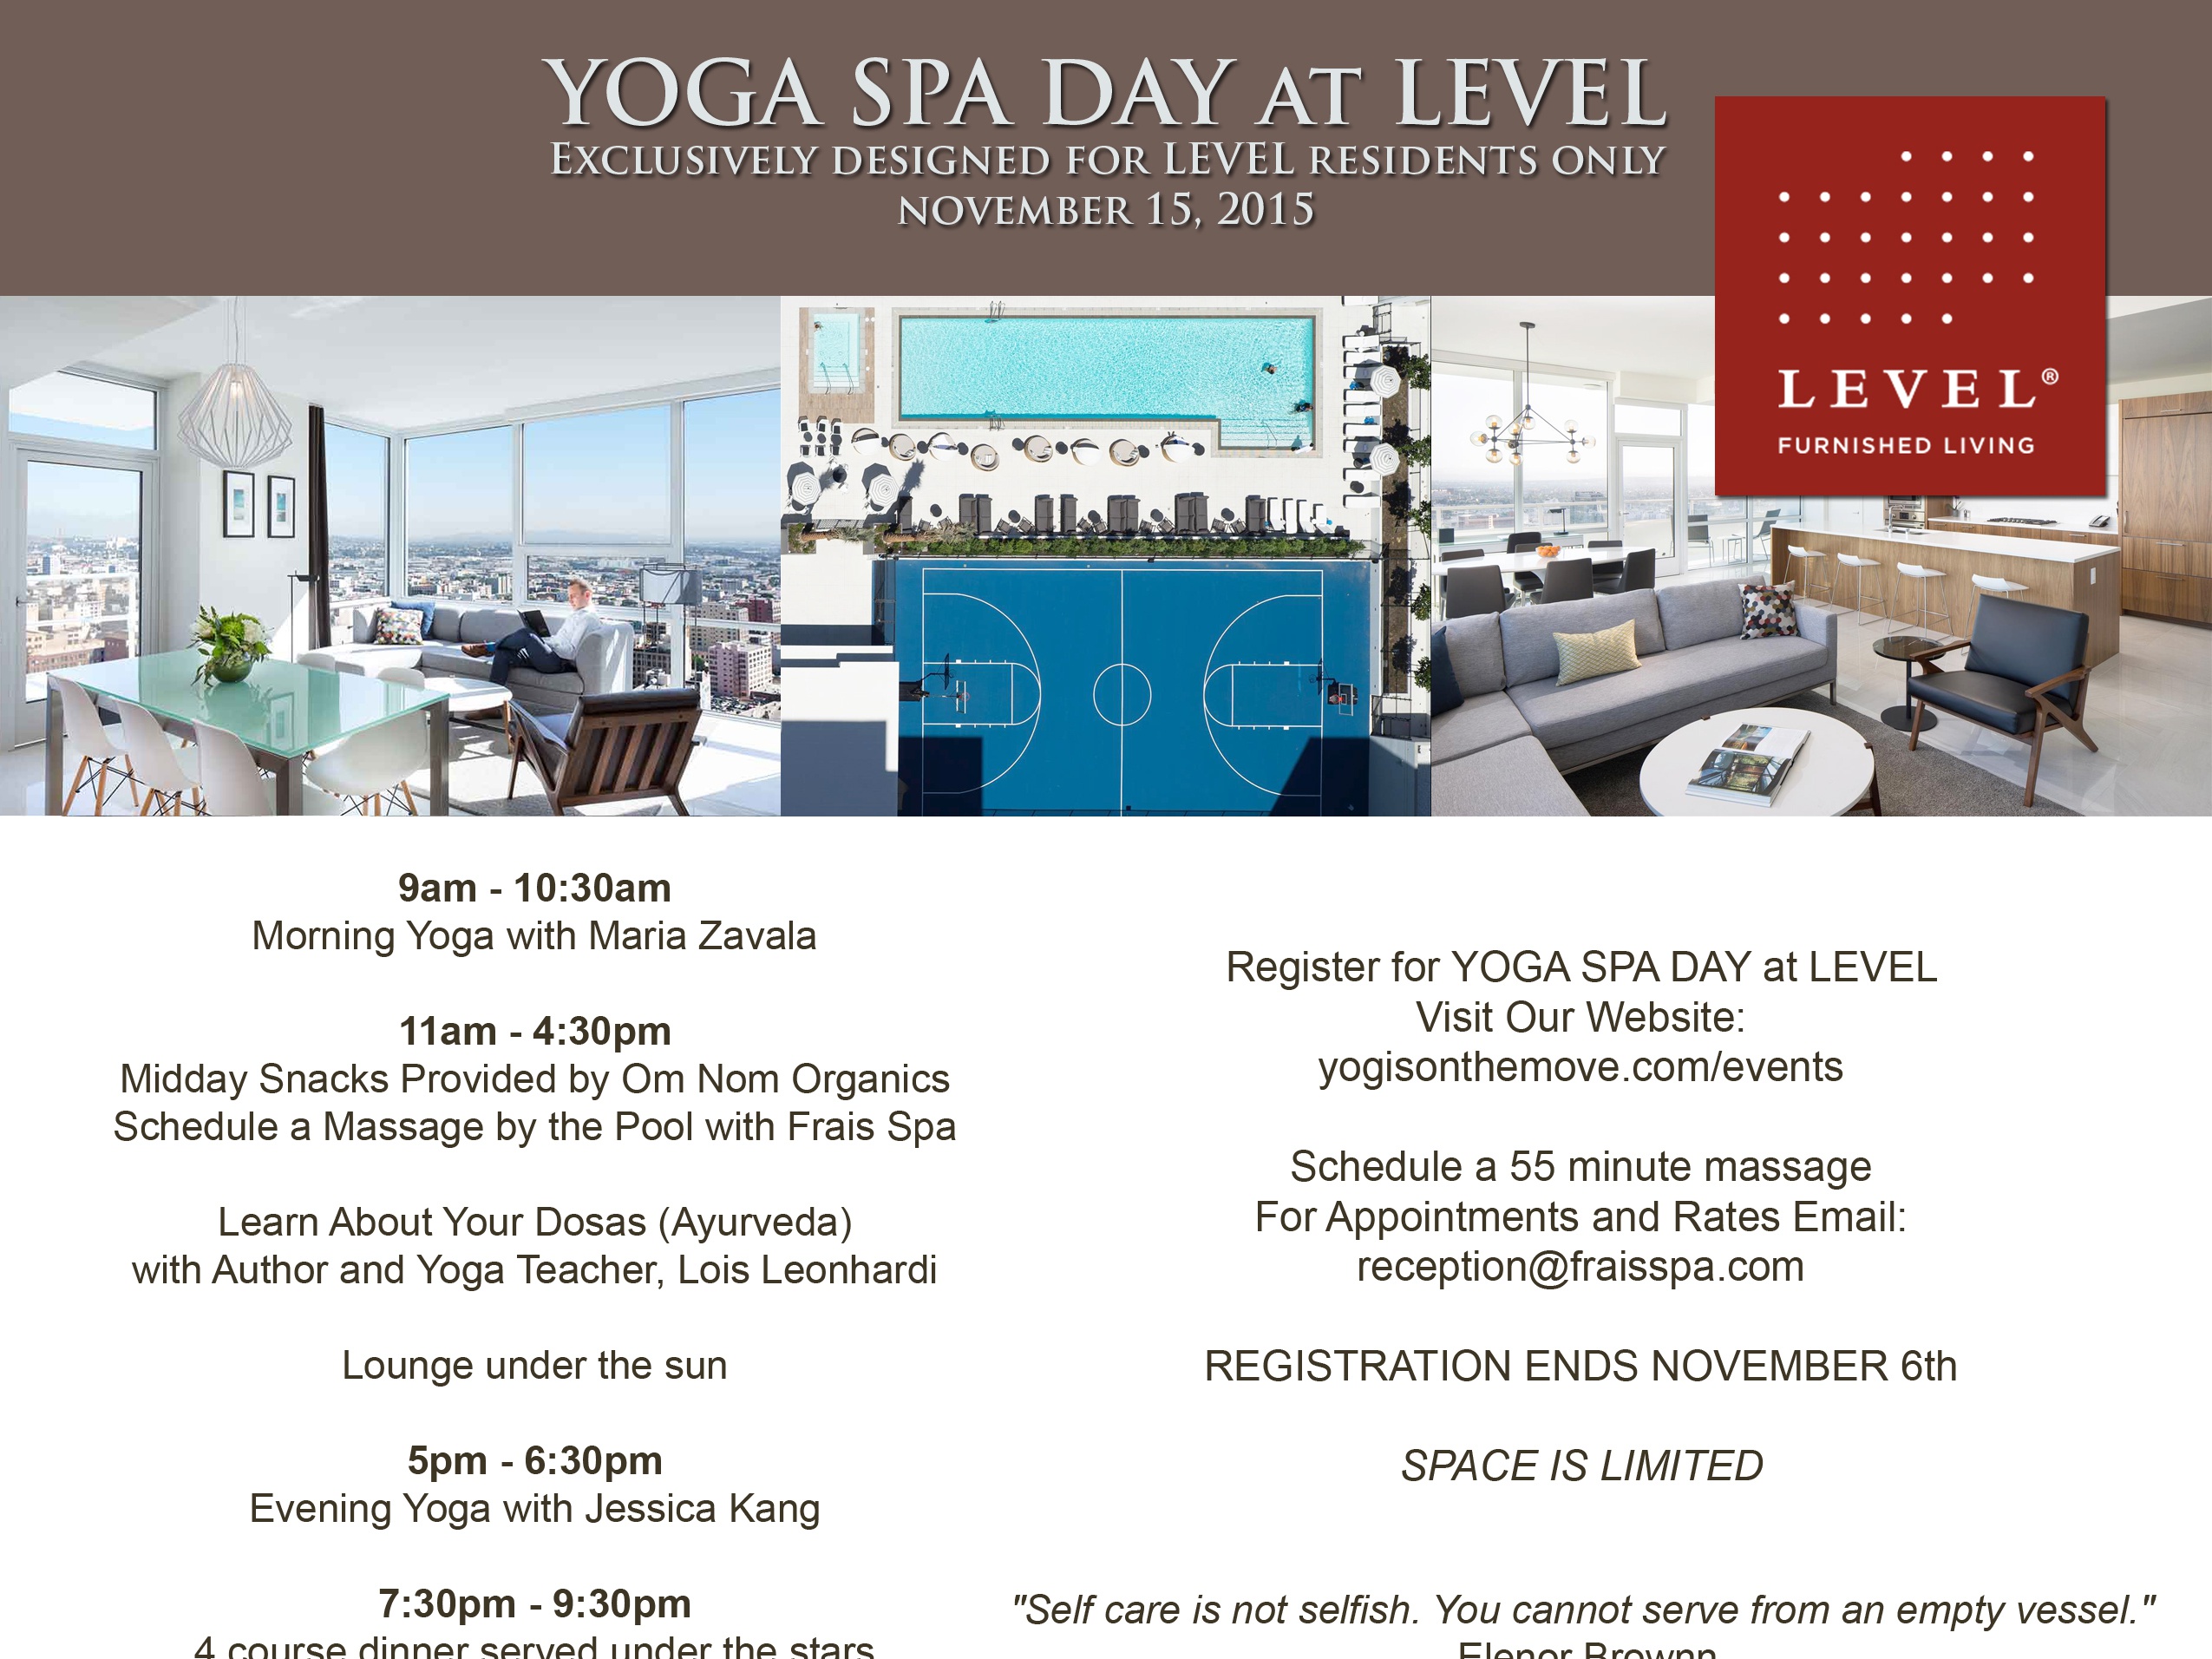 YOGA SPA DAY AT LEVEL
EXCLUSIVELY DESIGNED FOR LEVEL RESIDENTS ONLY
NOVEMBER 15, 2015
LEVEL®
FURNISHED LIVING
9am - 10:30am
Morning Yoga with Maria Zavala
11am - 4:30pm
Midday Snacks Provided by Om Nom Organics
Schedule a Massage by the Pool with Frais Spa
Learn About Your Dosas (Ayurveda)
with Author and Yoga Teacher, Lois Leonhardi
Lounge under the sun
5pm - 6:30pm
Evening Yoga with Jessica Kang
7:30pm - 9:30pm
4 course dinner served under the stars
Register for YOGA SPA DAY at LEVEL
Visit Our Website:
yogisonthemove.com/events
Schedule a 55 minute massage
For Appointments and Rates Email:
reception@fraisspa.com
REGISTRATION ENDS NOVEMBER 6th
SPACE IS LIMITED
"Self care is not selfish. You cannot serve from an empty vessel."
Elenor Brownn